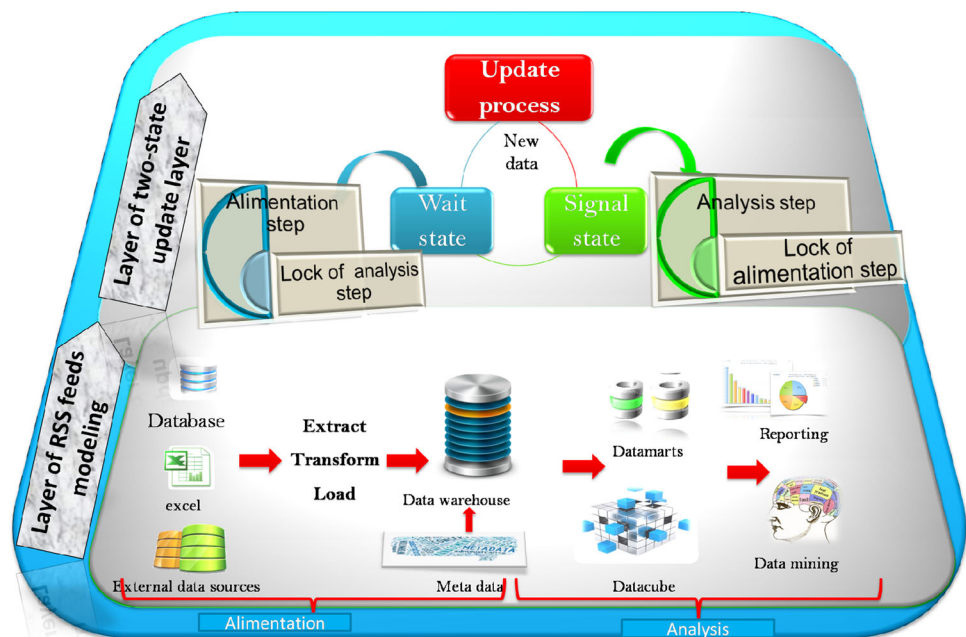 Update
process
New
data
Wait
state
Signal
state
Alimentation
step
Lock of analysis
step
Analysis step
Lock of
alimentation step
Layer of two-state
update layer
Layer of RSS feeds
modeling
Database
excel
External data sources
Extract
Transform
Load
Data warehouse
METADATA
Meta data
Datamarts
Datacube
Reporting
Data mining
Alimentation
Analysis